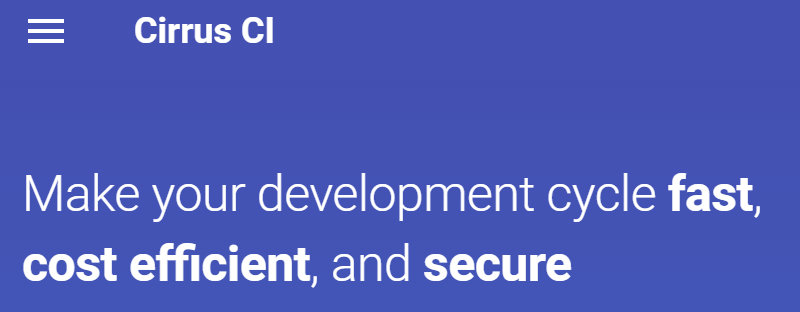 Cirrus CI
Make your development cycle fast,
cost efficient, and secure